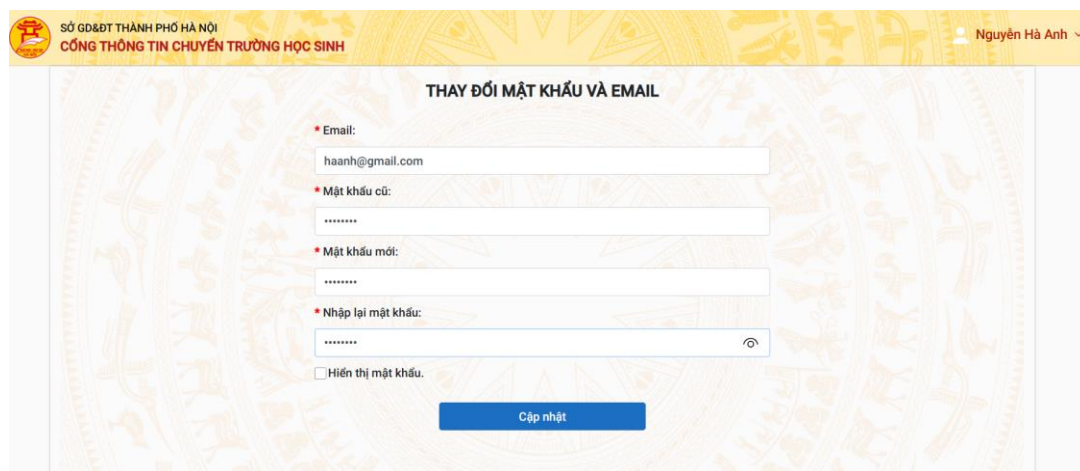 SỞ GD&ĐT THÀNH PHỐ HÀ NỘI
CỔNG THÔNG TIN CHUYỂN TRƯỜNG HỌC SINH
Nguyễn Hà Anh
THAY ĐỔI MẬT KHẨU VÀ EMAIL
* Email:
haanh@gmail.com
* Mật khẩu cũ:
••••••••
* Mật khẩu mới:
••••••••
* Nhập lại mật khẩu:
••••••••
Hiển thị mật khẩu.
Cập nhật